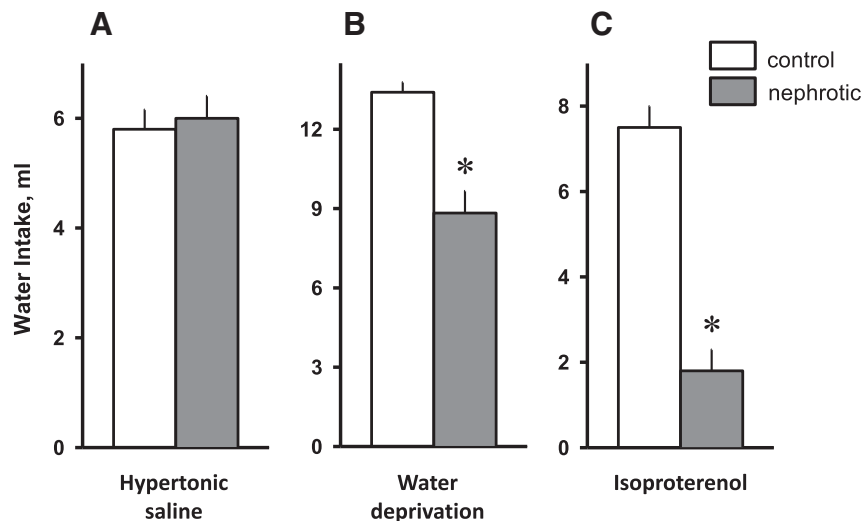 A
B
C
control
nephrotic
Water Intake, ml
6
4
2
0
12
9
6
3
0
*
8
6
4
2
0
*
Hypertonic
saline
Water
deprivation
Isoproterenol